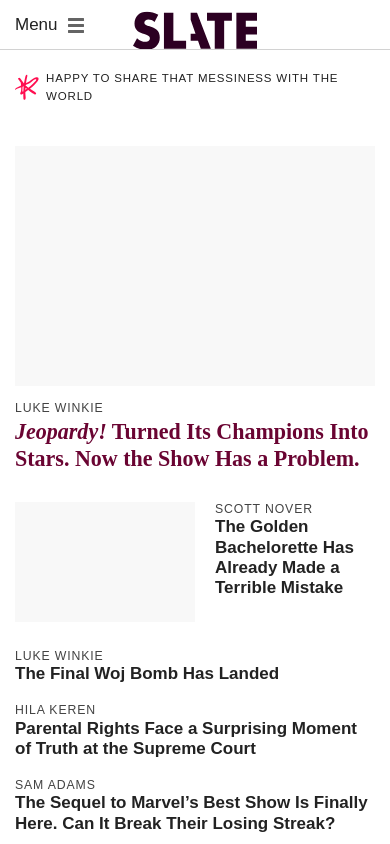 Menu
SLATE
HAPPY TO SHARE THAT MESSINESS WITH THE
WORLD
LUKE WINKIE
Jeopardy! Turned Its Champions Into
Stars. Now the Show Has a Problem.
SCOTT NOVER
The Golden
Bachelorette Has
Already Made a
Terrible Mistake
LUKE WINKIE
The Final Woj Bomb Has Landed
HILA KEREN
Parental Rights Face a Surprising Moment
of Truth at the Supreme Court
SAM ADAMS
The Sequel to Marvel’s Best Show Is Finally
Here. Can It Break Their Losing Streak?